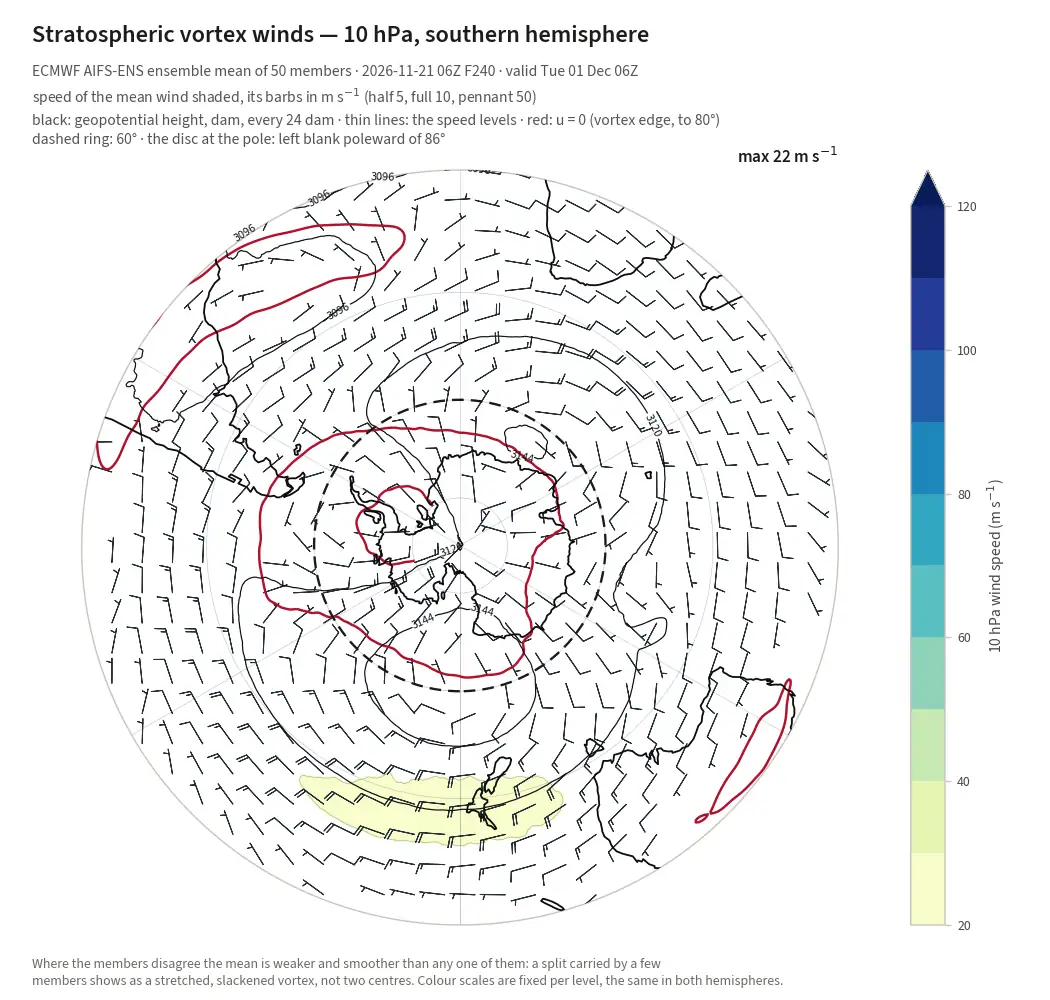 Stratospheric vortex winds — 10 hPa, southern hemisphere
ECMWF AIFS-ENS ensemble mean of 50 members · 2026-11-21 06Z F240 · valid Tue 01 Dec 06Z
speed of the mean wind shaded, its barbs in m s⁻¹ (half 5, full 10, pennant 50)
black: geopotential height, dam, every 24 dam · thin lines: the speed levels · red: u = 0 (vortex edge, to 80°)
dashed ring: 60° · the disc at the pole: left blank poleward of 86°
max 22 m s⁻¹
3096
3096
3096
3096
3120
3144
3120
3144
3144
120
100
80
60
40
20
10 hPa wind speed (m s⁻¹)
Where the members disagree the mean is weaker and smoother than any one of them: a split carried by a few
members shows as a stretched, slackened vortex, not two centres. Colour scales are fixed per level, the same in both hemispheres.